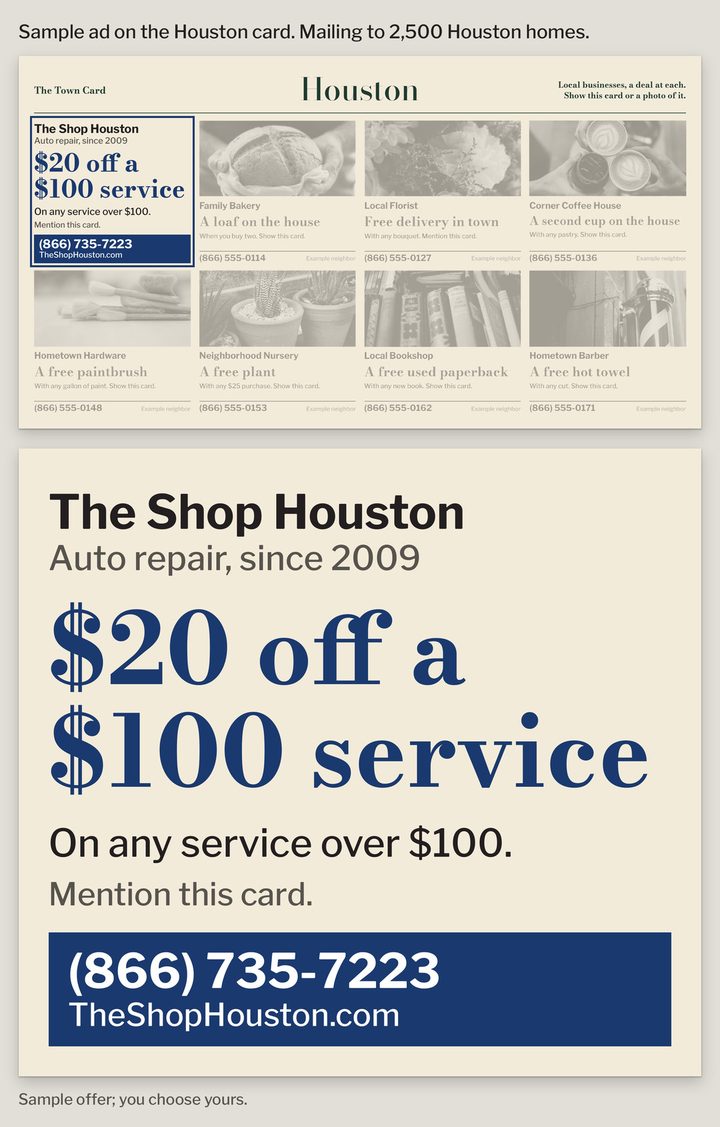 Sample ad on the Houston card. Mailing to 2,500 Houston homes.
The Town Card
Houston
Local businesses, a deal at each.
Show this card or a photo of it.
The Shop Houston
Auto repair, since 2009
$20 off a
$100 service
On any service over $100.
Mention this card.
(866) 735-7223
TheShopHouston.com
Family Bakery
A loaf on the house
When you buy two. Show this card.
(866) 555-0114
Example neighbor
Local Florist
Free delivery in town
With any bouquet. Mention this card.
(866) 555-0127
Example neighbor
Corner Coffee House
A second cup on the house
With any pastry. Show this card.
(866) 555-0136
Example neighbor
Hometown Hardware
A free paintbrush
With any gallon of paint. Show this card.
(866) 555-0148
Example neighbor
Neighborhood Nursery
A free plant
With any $25 purchase. Show this card.
(866) 555-0153
Example neighbor
Local Bookshop
A free used paperback
With any new book. Show this card.
(866) 555-0162
Example neighbor
Hometown Barber
A free hot towel
With any cut. Show this card.
(866) 555-0171
Example neighbor
The Shop Houston
Auto repair, since 2009
$20 off a
$100 service
On any service over $100.
Mention this card.
(866) 735-7223
TheShopHouston.com
Sample offer; you choose yours.